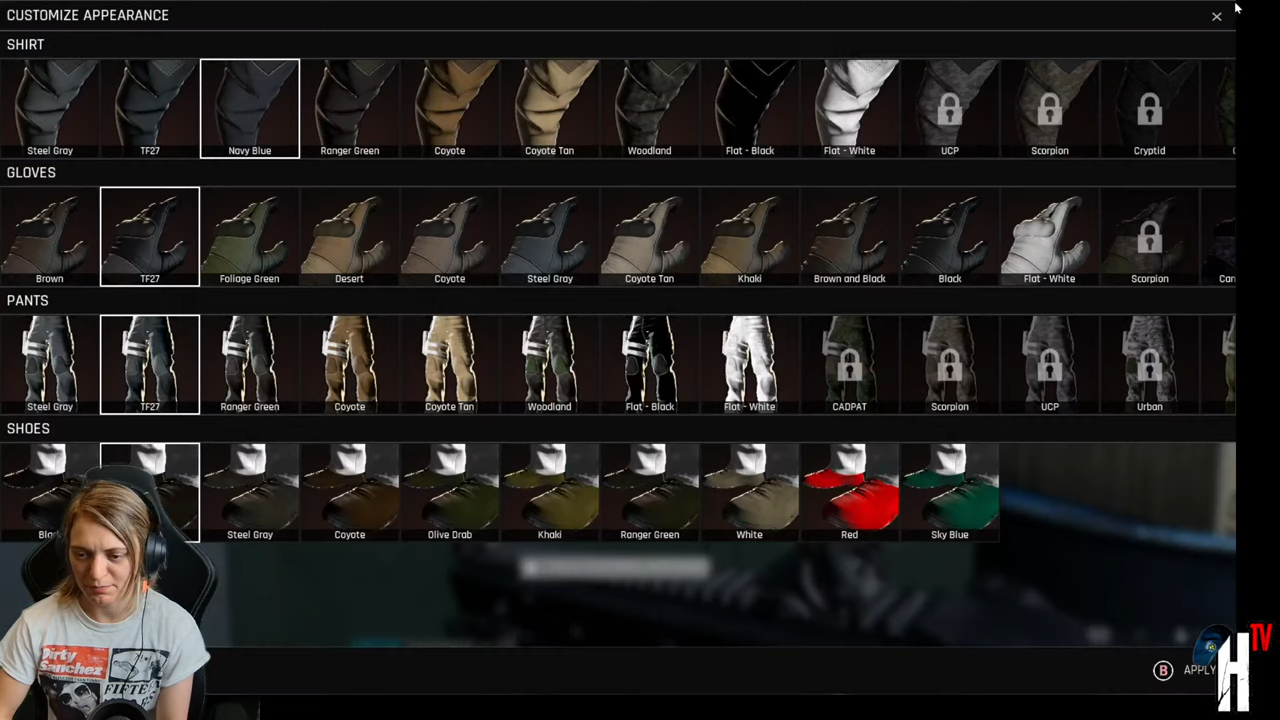 CUSTOMIZE APPEARANCE
SHIRT
Steel Gray TF27 Navy Blue Ranger Green Coyote Coyote Tan Woodland Flat - Black Flat - White UCP Scorpion Cryptid
GLOVES
Brown TF27 Foliage Green Desert Coyote Steel Gray Coyote Tan Khaki Brown and Black Black Flat - White Scorpion Car
PANTS
Steel Gray TF27 Ranger Green Coyote Coyote Tan Woodland Flat - Black Flat - White CADPAT Scorpion UCP Urban
SHOES
Blac Steel Gray Coyote Olive Drab Khaki Ranger Green White Red Sky Blue
Dirty
Sanchez
FIFTE
B APPLY
H TV